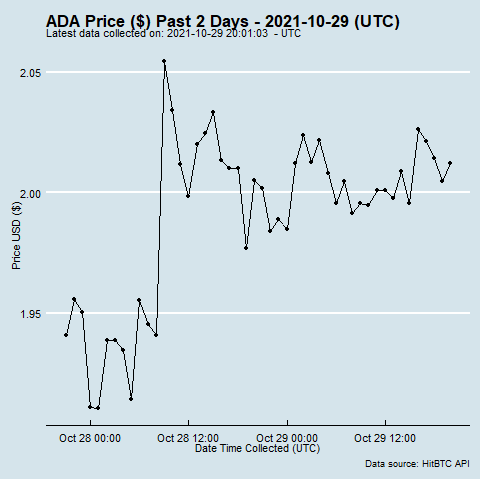 ADA Price ($) Past 2 Days - 2021-10-29 (UTC)
Latest data collected on: 2021-10-29 20:01:03 - UTC
2.05
2.00
1.95
Price USD ($)
Oct 28 00:00 Oct 28 12:00 Oct 29 00:00 Oct 29 12:00
Date Time Collected (UTC)
Data source: HitBTC API